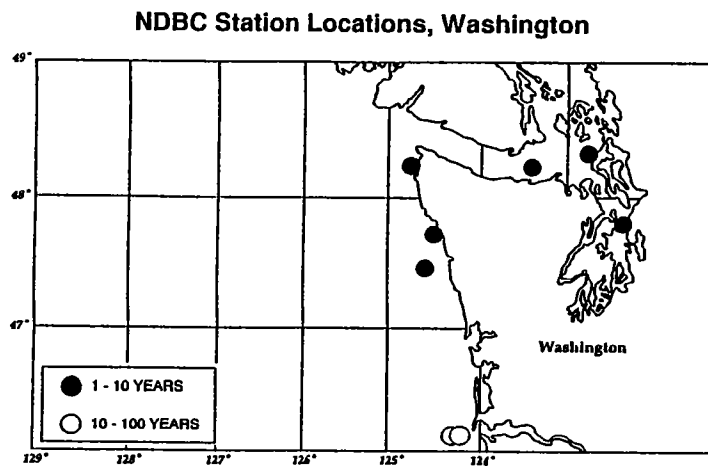 NDBC Station Locations, Washington
49°
48°
47°
Washington
1 - 10 YEARS
10 - 100 YEARS
129° 128° 127° 126° 125° 124°